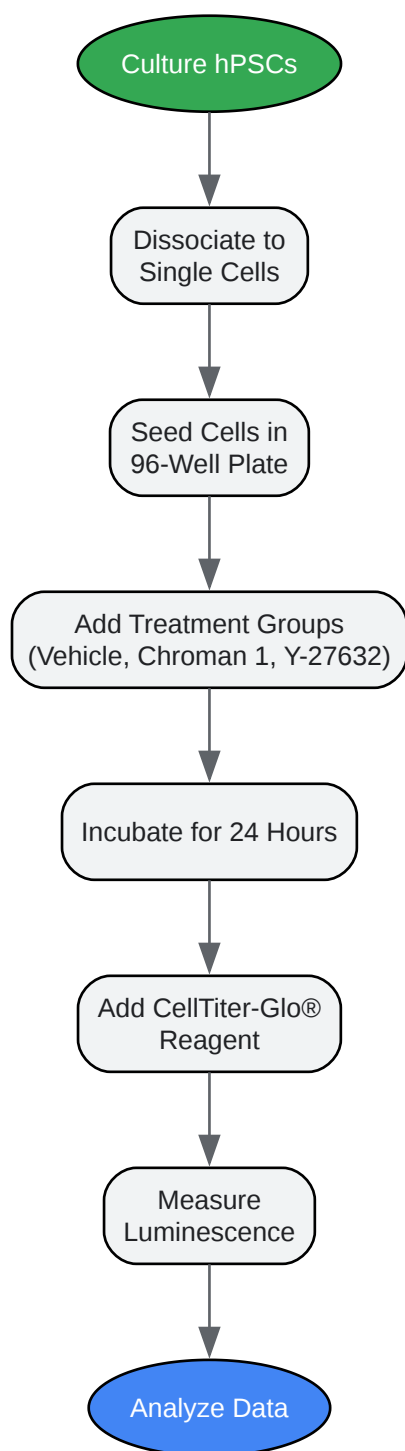 Culture hPSCs
Dissociate to
Single Cells
Seed Cells in
96-Well Plate
Add Treatment Groups
(Vehicle, Chroman 1, Y-27632)
Incubate for 24 Hours
Add CellTiter-Glo®
Reagent
Measure
Luminescence
Analyze Data